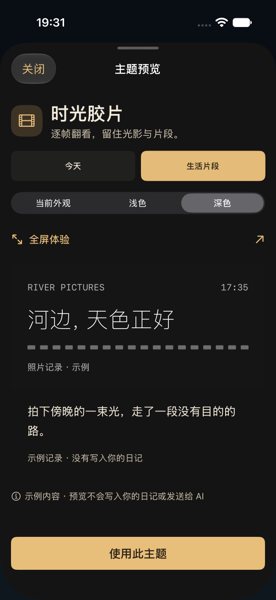 19:31
关闭
主题预览
时光胶片
逐帧翻看，留住光影与片段。
今天
生活片段
当前外观
浅色
深色
全屏体验
RIVER PICTURES
17:35
河边，天色正好
照片记录 · 示例
拍下傍晚的一束光，走了一段没有目的的
路。
示例记录 · 没有写入你的日记
示例内容 · 预览不会写入你的日记或发送给 AI
使用此主题